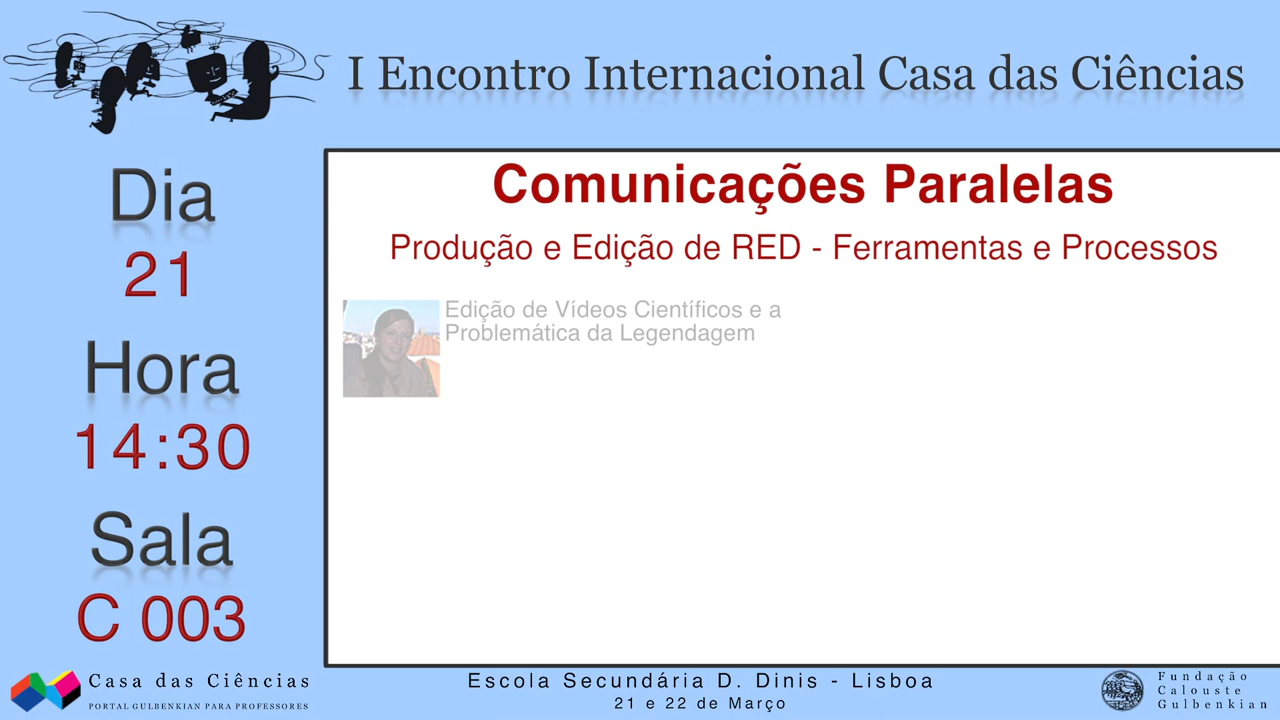 I Encontro Internacional Casa das Ciências
Dia
21
Hora
14:30
Sala
C 003
Comunicações Paralelas
Produção e Edição de RED - Ferramentas e Processos
Edição de Vídeos Científicos e a
Problemática da Legendagem
Casa das Ciências
PORTAL GULBENKIAN PARA PROFESSORES
Escola Secundária D. Dinis - Lisboa
21 e 22 de Março
Fundação
Calouste
Gulbenkian